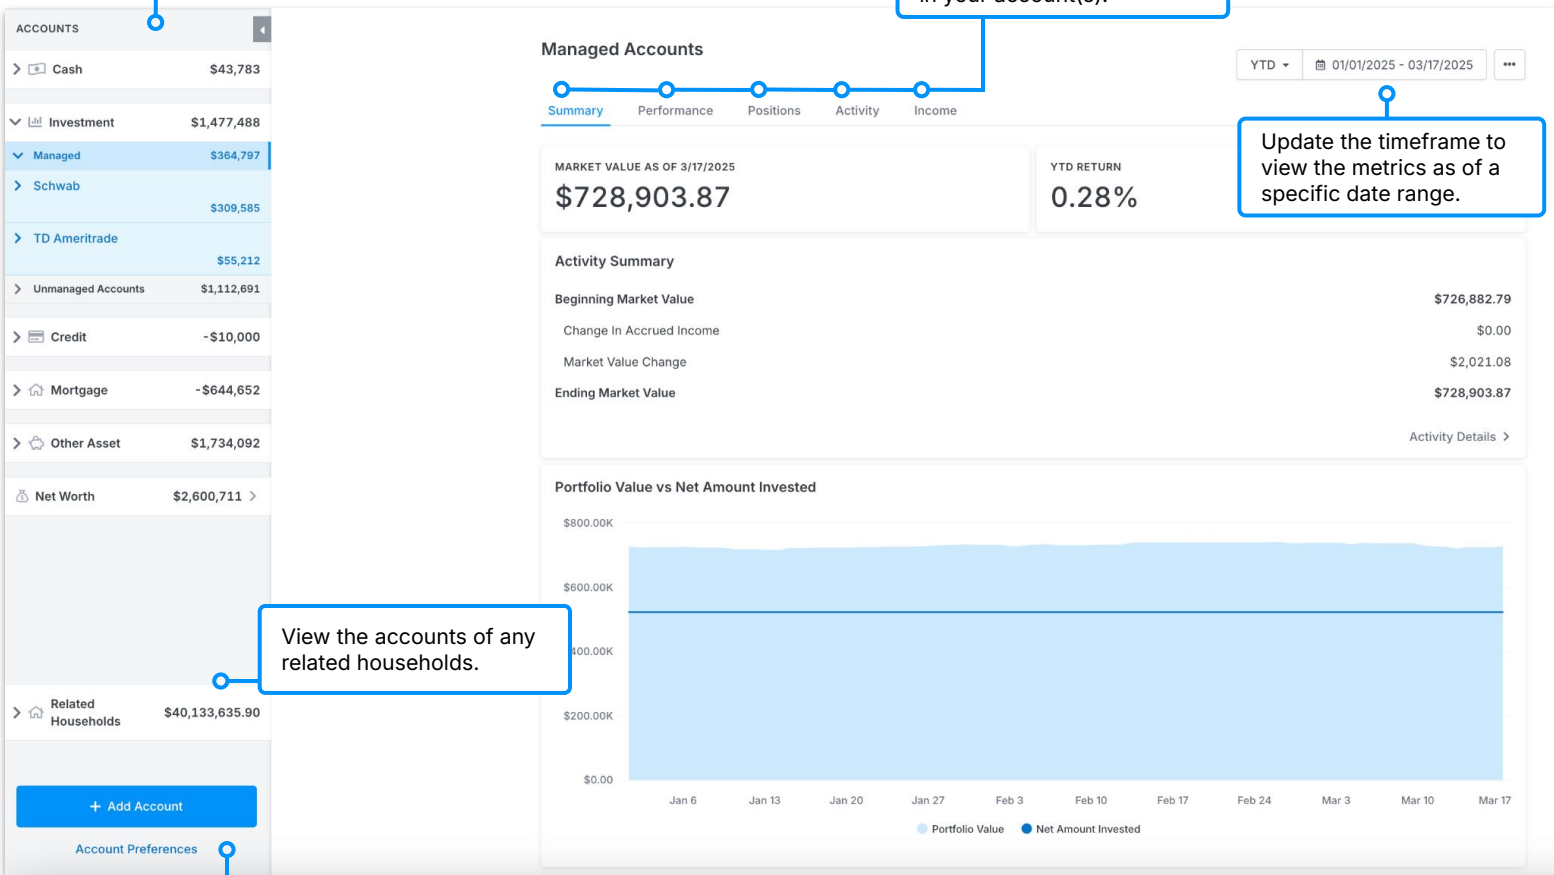 in your account(s).
ACCOUNTS
Cash $43,783
Investment $1,477,488
Managed $364,797
Schwab
$309,585
TD Ameritrade
$55,212
Unmanaged Accounts $1,112,691
Credit -$10,000
Mortgage -$644,652
Other Asset $1,734,092
Net Worth $2,600,711
View the accounts of any
related households.
Related
Households $40,133,635.90
+ Add Account
Account Preferences
Managed Accounts
YTD 01/01/2025 - 03/17/2025 •••
Summary Performance Positions Activity Income
Update the timeframe to
view the metrics as of a
specific date range.
MARKET VALUE AS OF 3/17/2025
$728,903.87
YTD RETURN
0.28%
Activity Summary
Beginning Market Value $726,882.79
Change In Accrued Income $0.00
Market Value Change $2,021.08
Ending Market Value $728,903.87
Activity Details
Portfolio Value vs Net Amount Invested
$800.00K
$600.00K
400.00K
$200.00K
$0.00
Jan 6 Jan 13 Jan 20 Jan 27 Feb 3 Feb 10 Feb 17 Feb 24 Mar 3 Mar 10 Mar 17
Portfolio Value Net Amount Invested